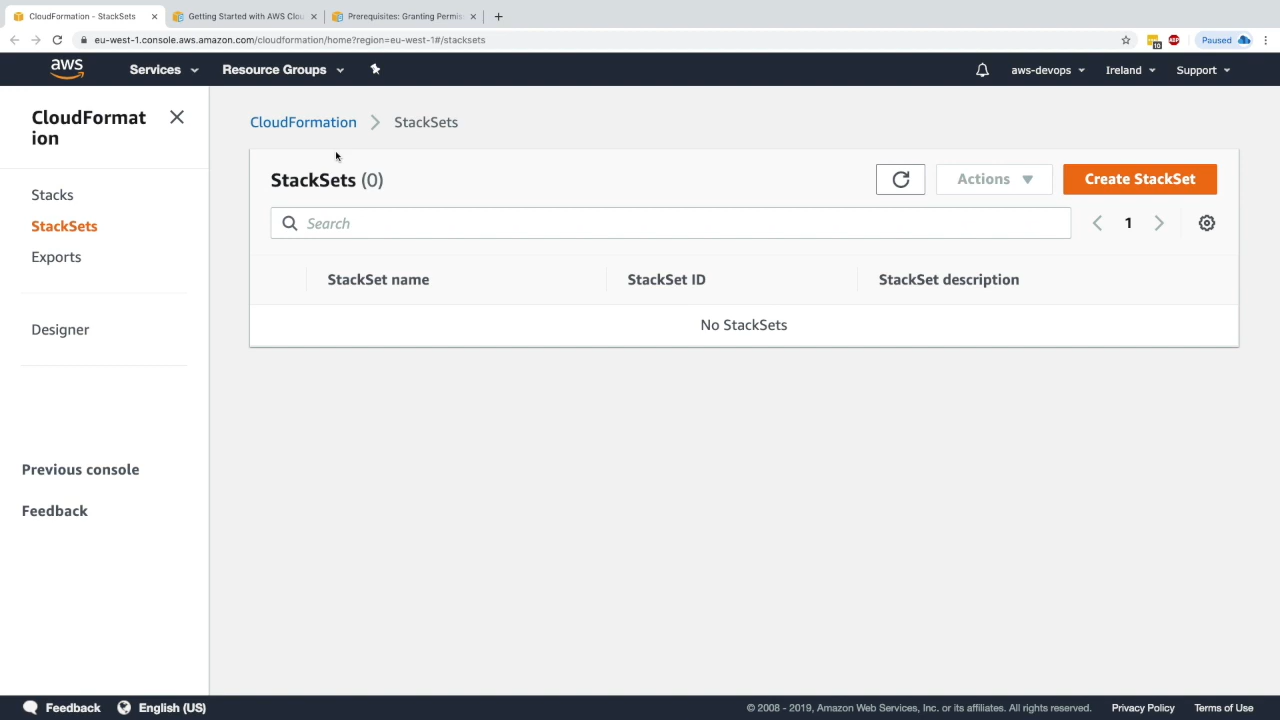 CloudFormation - StackSets
Getting Started with AWS Clou
Prerequisites: Granting Permis
eu-west-1.console.aws.amazon.com/cloudformation/home?region=eu-west-1#/stacksets
10
ABP
Paused
aws
Services
Resource Groups
aws-devops
Ireland
Support
CloudFormat
ion
Stacks
StackSets
Exports
Designer
Previous console
Feedback
CloudFormation
StackSets
StackSets (0)
Actions
Create StackSet
Search
1
StackSet name
StackSet ID
StackSet description
No StackSets
Feedback
English (US)
© 2008 - 2019, Amazon Web Services, Inc. or its affiliates. All rights reserved.
Privacy Policy
Terms of Use